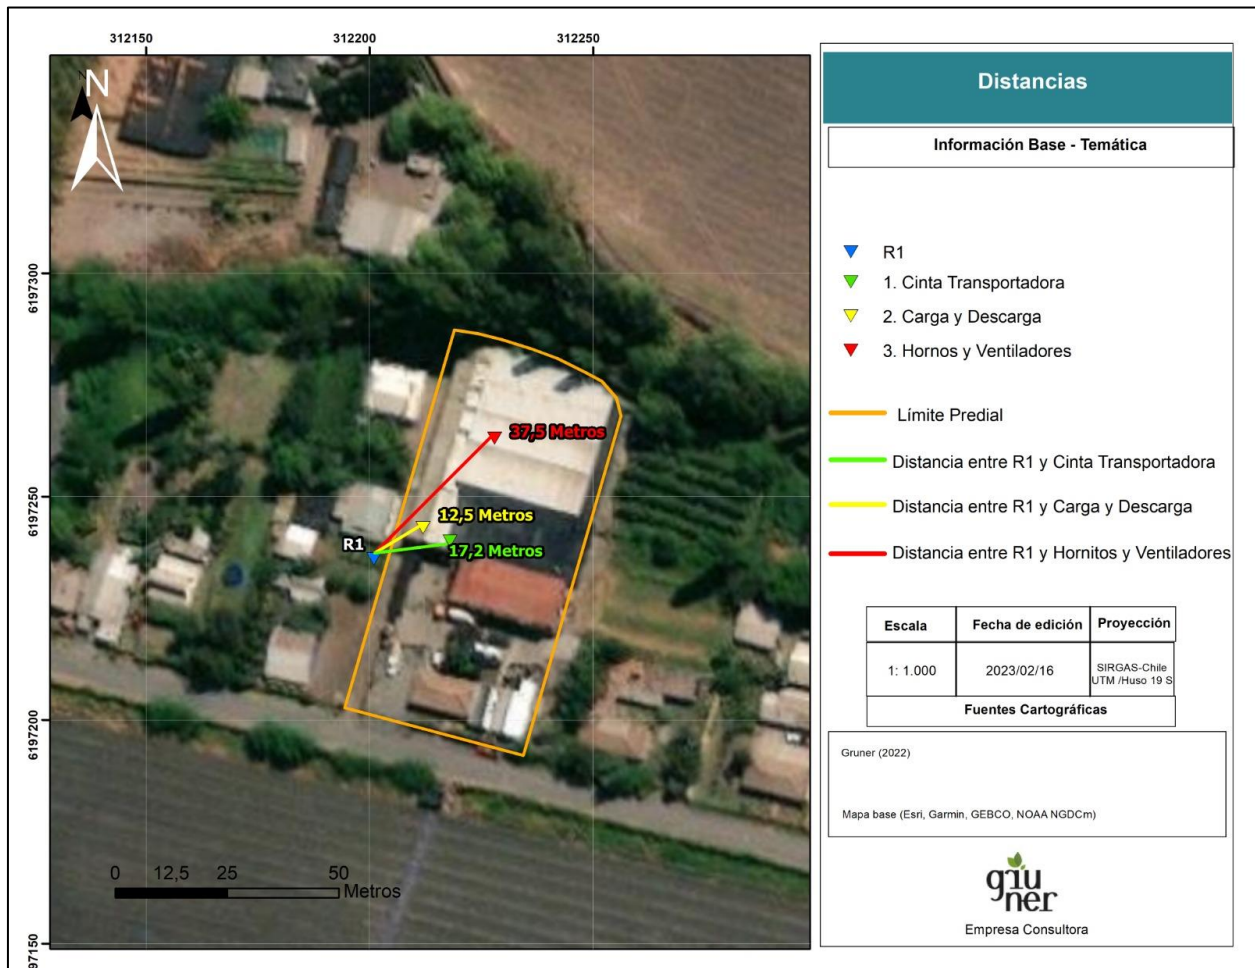 312150
312200
312250
N
6197300
6197250
6197200
97150
37,5 Metros
12,5 Metros
R1
17,2 Metros
0 12,5 25 50
Metros
Distancias
Información Base - Temática
R1
1. Cinta Transportadora
2. Carga y Descarga
3. Hornos y Ventiladores
Límite Predial
Distancia entre R1 y Cinta Transportadora
Distancia entre R1 y Carga y Descarga
Distancia entre R1 y Hornitos y Ventiladores
Escala Fecha de edición Proyección
1: 1.000 2023/02/16 SIRGAS-Chile
UTM /Huso 19 S
Fuentes Cartográficas
Gruner (2022)
Mapa base (Esri, Garmin, GEBCO, NOAA NGDCm)
giu
ner
Empresa Consultora